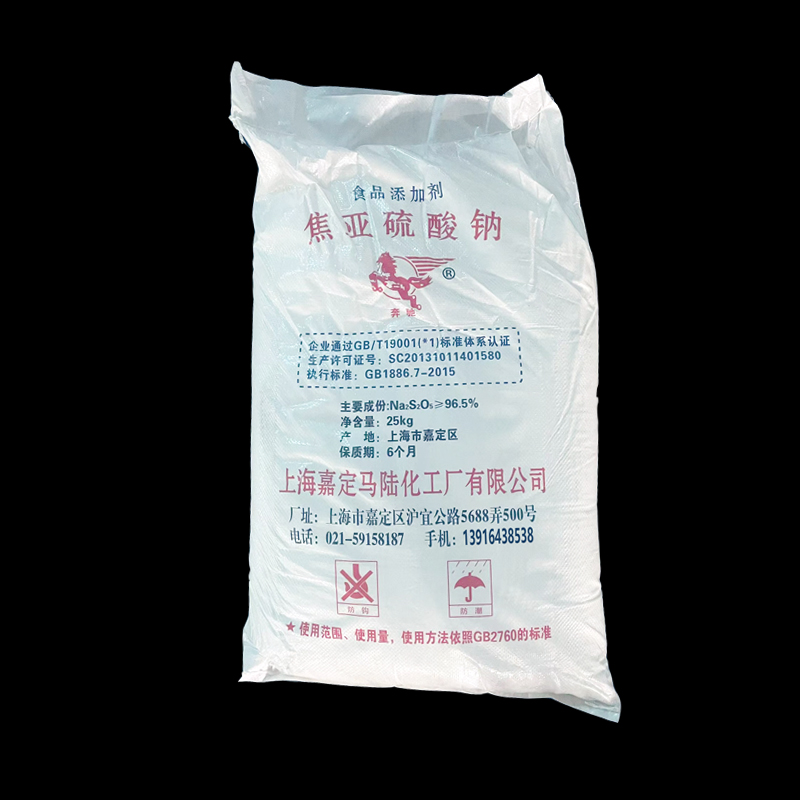 食品添加剂
焦亚硫酸钠
®
奔驰
企业通过GB/T19001(*1)标准体系认证
生产许可证号：SC20131011401580
执行标准：GB1886.7-2015
主要成份:Na₂S₂O₅≥96.5%
净含量：25kg
产 地：上海市嘉定区
保质期：6个月
上海嘉定马陆化工厂有限公司
厂址：上海市嘉定区沪宜公路5688弄500号
电话：021-59158187 手机：13916438538
防钩 防潮
★使用范围、使用量，使用方法依照GB2760的标准